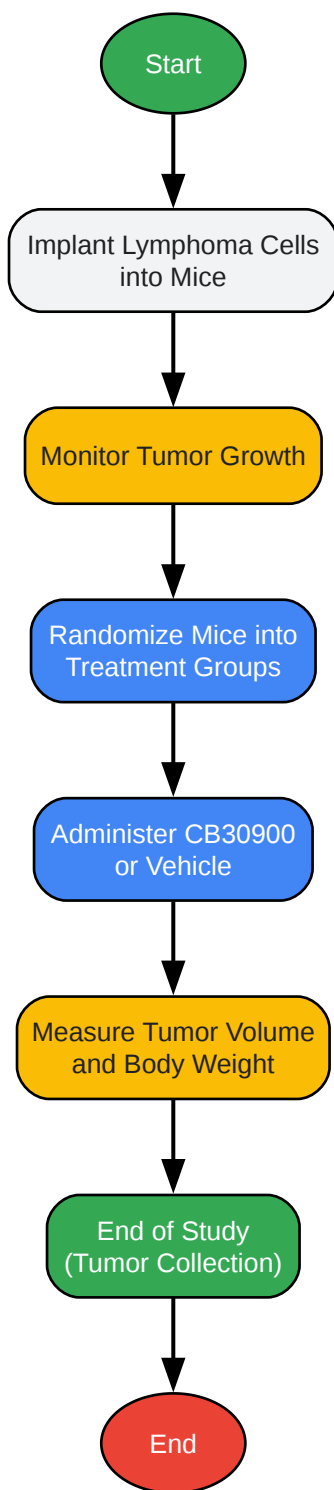 Start
Implant Lymphoma Cells
into Mice
Monitor Tumor Growth
Randomize Mice into
Treatment Groups
Administer CB30900
or Vehicle
Measure Tumor Volume
and Body Weight
End of Study
(Tumor Collection)
End